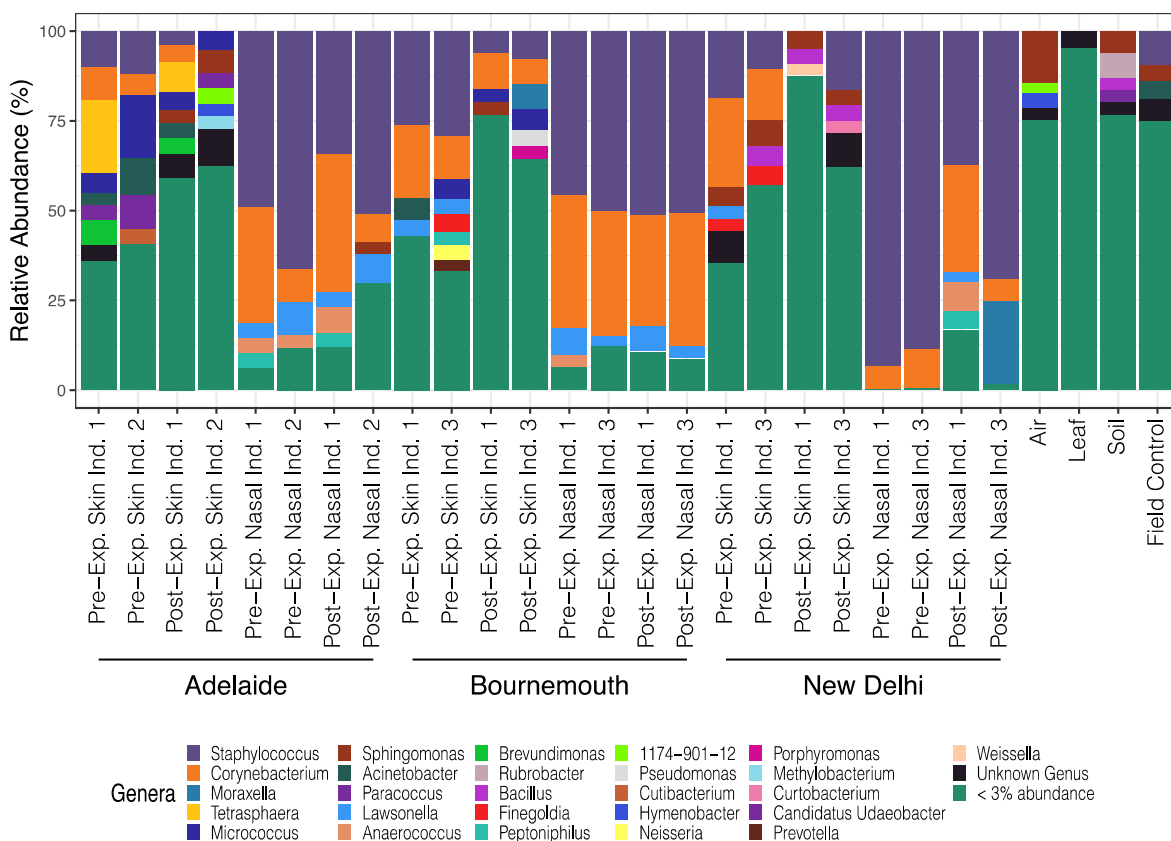 Relative Abundance (%)
100
75
50
25
0
Pre−Exp. Skin Ind. 1
Pre−Exp. Skin Ind. 2
Post−Exp. Skin Ind. 1
Post−Exp. Skin Ind. 2
Pre−Exp. Nasal Ind. 1
Pre−Exp. Nasal Ind. 2
Post−Exp. Nasal Ind. 1
Post−Exp. Nasal Ind. 2
Pre−Exp. Skin Ind. 1
Pre−Exp. Skin Ind. 3
Post−Exp. Skin Ind. 1
Post−Exp. Skin Ind. 3
Pre−Exp. Nasal Ind. 1
Pre−Exp. Nasal Ind. 3
Post−Exp. Nasal Ind. 1
Post−Exp. Nasal Ind. 3
Pre−Exp. Skin Ind. 1
Pre−Exp. Skin Ind. 3
Post−Exp. Skin Ind. 1
Post−Exp. Skin Ind. 3
Pre−Exp. Nasal Ind. 1
Pre−Exp. Nasal Ind. 3
Post−Exp. Nasal Ind. 1
Post−Exp. Nasal Ind. 3
Air
Leaf
Soil
Field Control
Adelaide
Bournemouth
New Delhi
Genera
Staphylococcus
Corynebacterium
Moraxella
Tetrasphaera
Micrococcus
Sphingomonas
Acinetobacter
Paracoccus
Lawsonella
Anaerococcus
Brevundimonas
Rubrobacter
Bacillus
Finegoldia
Peptoniphilus
1174−901−12
Pseudomonas
Cutibacterium
Hymenobacter
Neisseria
Porphyromonas
Methylobacterium
Curtobacterium
Candidatus Udaeobacter
Prevotella
Weissella
Unknown Genus
< 3% abundance